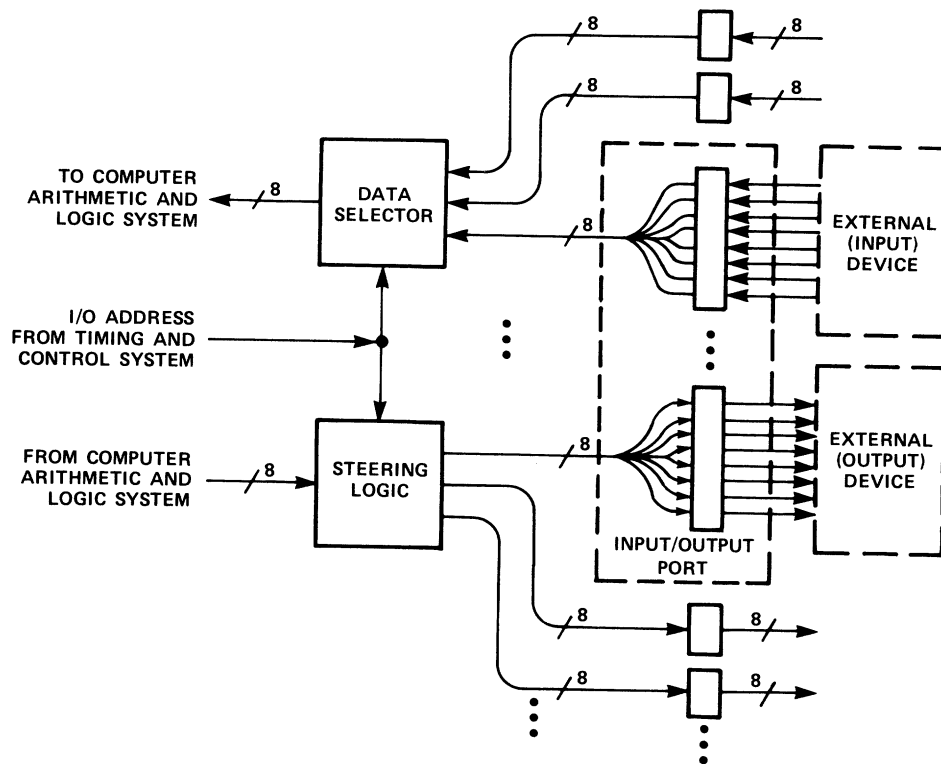 8
8
8
8
TO COMPUTER
ARITHMETIC AND
LOGIC SYSTEM
8
DATA
SELECTOR
8
EXTERNAL
(INPUT)
DEVICE
I/O ADDRESS
FROM TIMING AND
CONTROL SYSTEM
FROM COMPUTER
ARITHMETIC AND
LOGIC SYSTEM
8
STEERING
LOGIC
8
EXTERNAL
(OUTPUT)
DEVICE
INPUT/OUTPUT
PORT
8
8
8
8